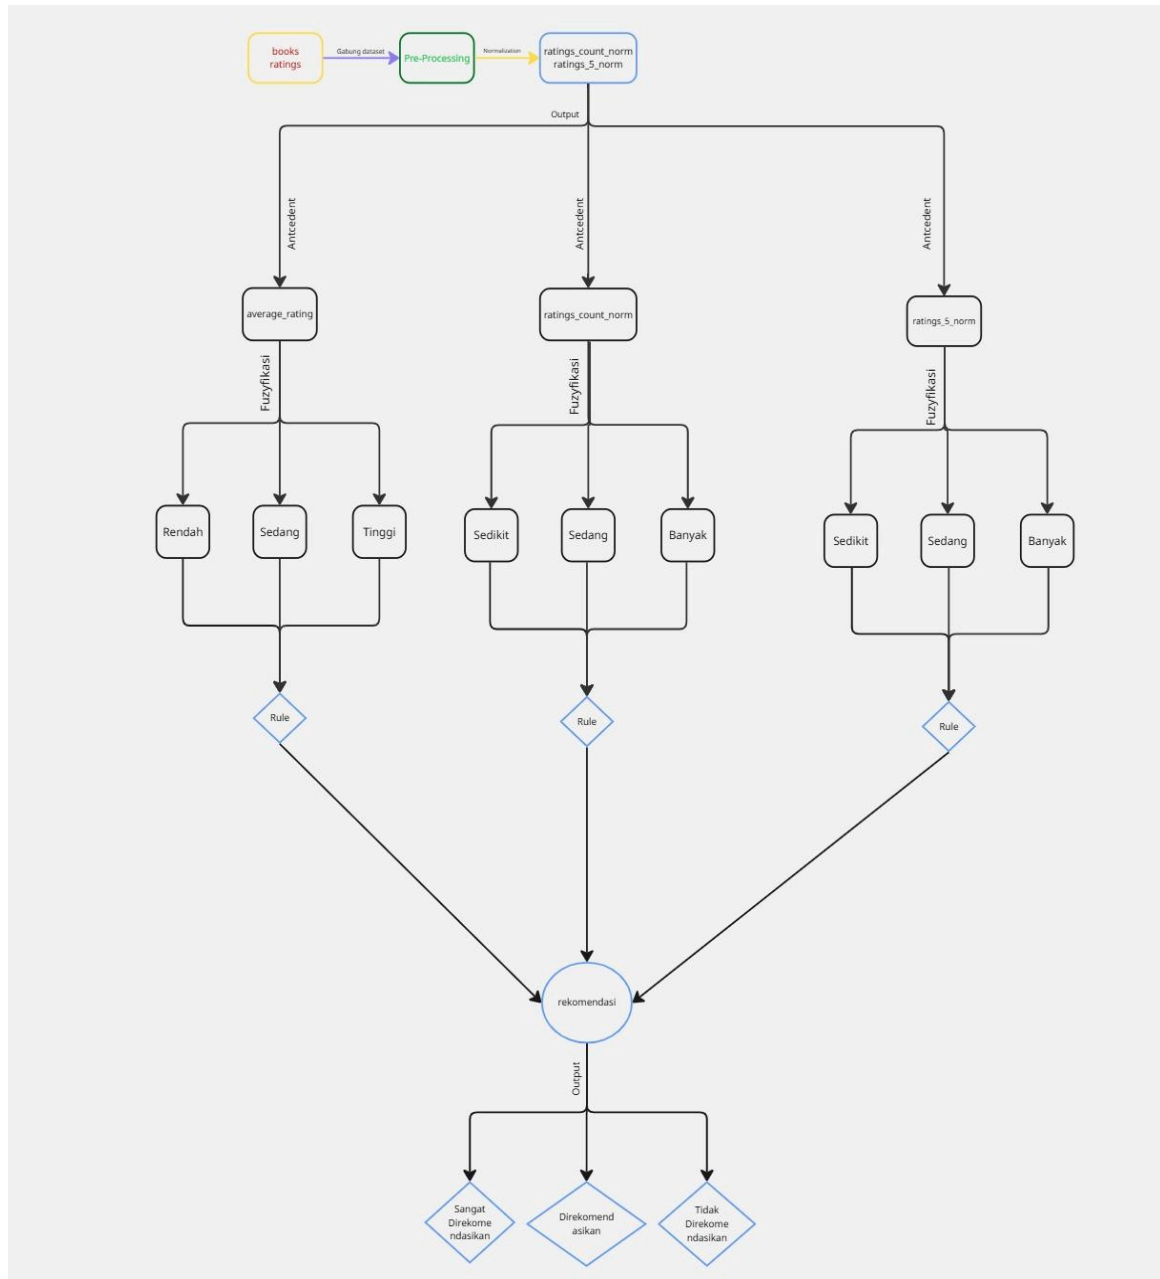 books
ratings
Gabung dataset
Pre-Processing
Normalization
ratings_count_norm
ratings_5_norm
Output
Antcedent
Antcedent
Antcedent
average_rating
ratings_count_norm
ratings_5_norm
Fuzyfikasi
Fuzyfikasi
Fuzyfikasi
Rendah
Sedang
Tinggi
Sedikit
Sedang
Banyak
Sedikit
Sedang
Banyak
Rule
Rule
Rule
rekomendasi
Output
Sangat
Direkome
ndasikan
Direkomend
asikan
Tidak
Direkome
ndasikan